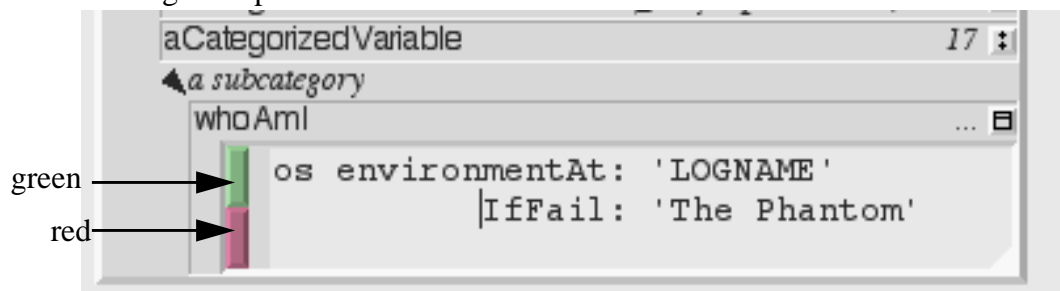 aCategorizedVariable 17
a subcategory
whoAmI ...
green os environmentAt: 'LOGNAME'
IfFail: 'The Phantom'
red